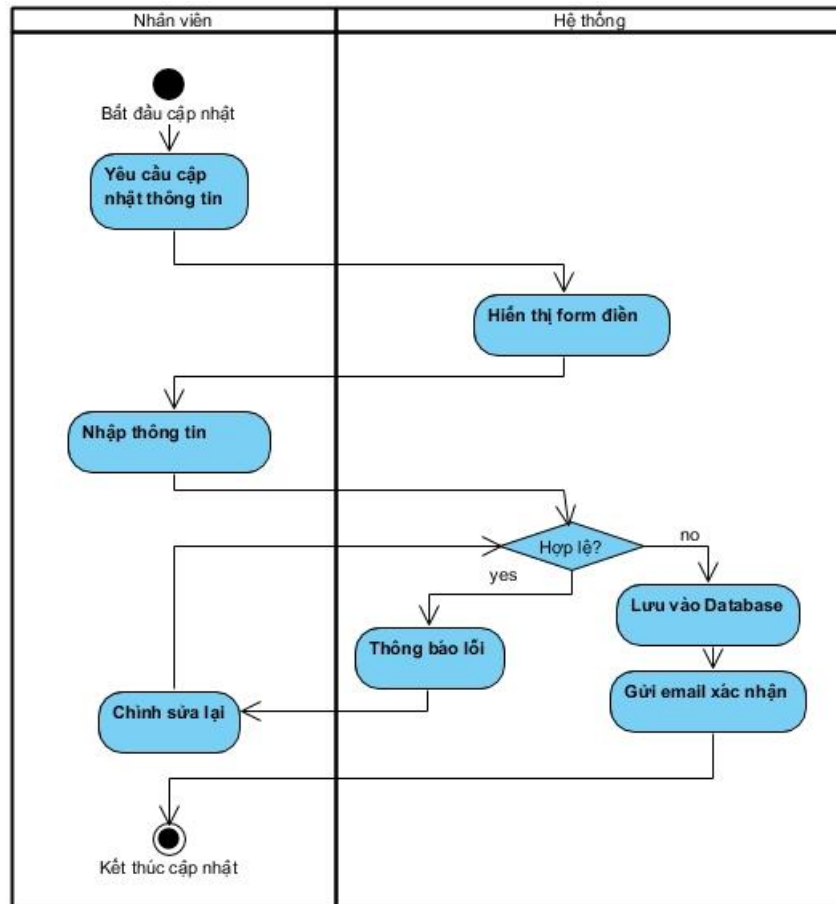 Nhân viên
Hệ thống
Bắt đầu cập nhật
Yêu cầu cập
nhật thông tin
Hiển thị form điền
Nhập thông tin
Hợp lệ?
no
yes
Lưu vào Database
Thông báo lỗi
Gửi email xác nhận
Chỉnh sửa lại
Kết thúc cập nhật